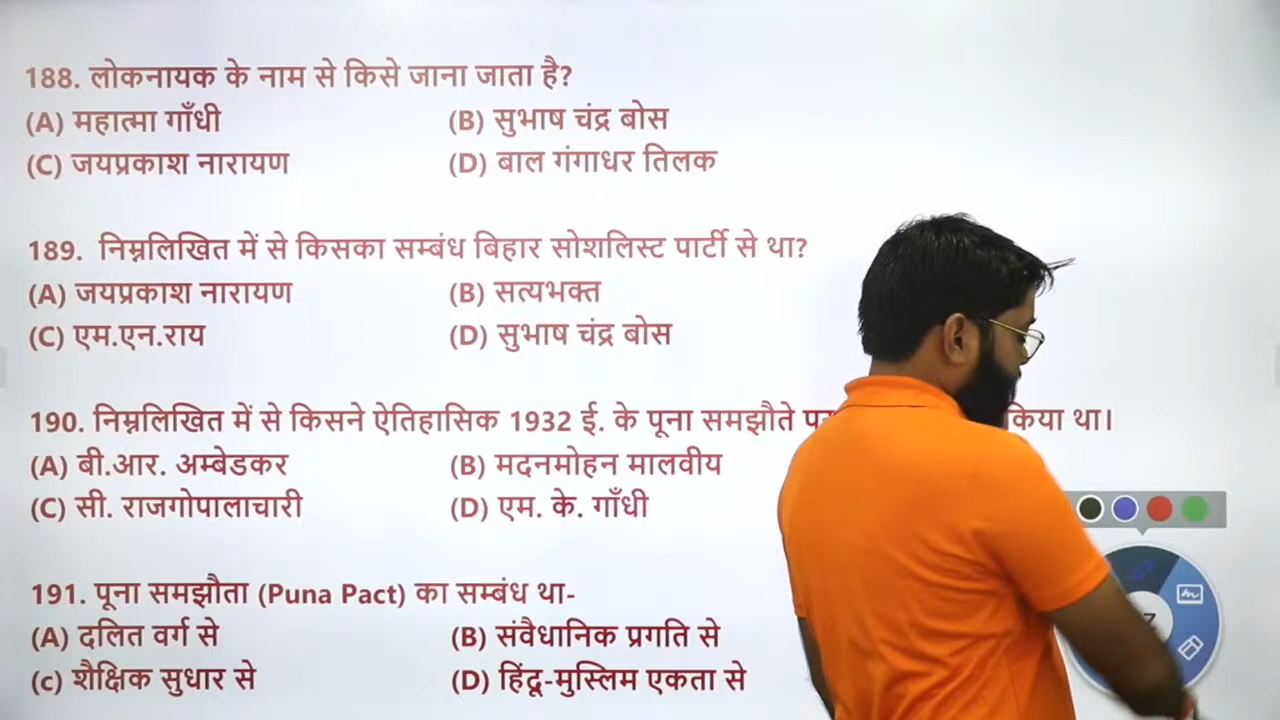 188. लोकनायक के नाम से किसे जाना जाता है?
(A) महात्मा गाँधी (B) सुभाष चंद्र बोस
(C) जयप्रकाश नारायण (D) बाल गंगाधर तिलक
189. निम्नलिखित में से किसका सम्बंध बिहार सोशलिस्ट पार्टी से था?
(A) जयप्रकाश नारायण (B) सत्यभक्त
(C) एम.एन.राय (D) सुभाष चंद्र बोस
190. निम्नलिखित में से किसने ऐतिहासिक 1932 ई. के पूना समझौते किया था।
(A) बी.आर. अम्बेडकर (B) मदनमोहन मालवीय
(C) सी. राजगोपालाचारी (D) एम. के. गाँधी
191. पूना समझौता (Puna Pact) का सम्बंध था-
(A) दलित वर्ग से (B) संवैधानिक प्रगति से
(c) शैक्षिक सुधार से (D) हिंदू-मुस्लिम एकता से